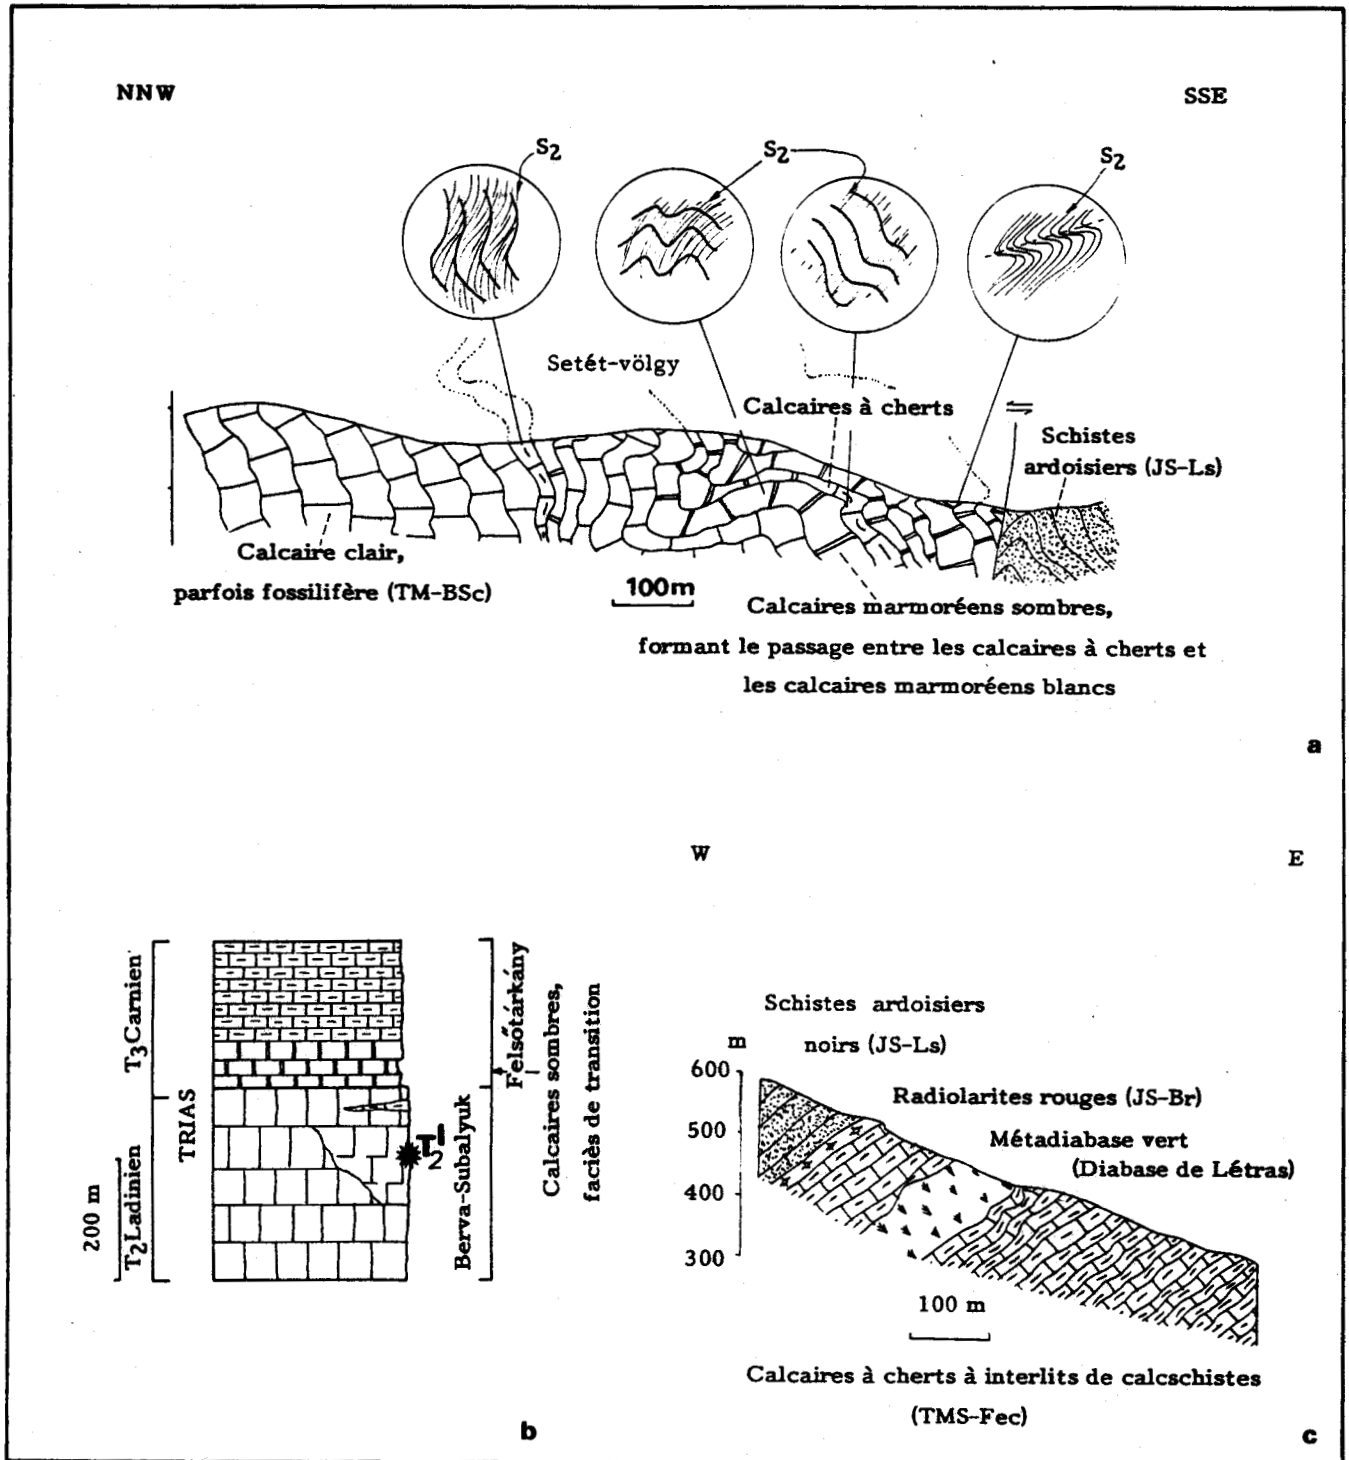 NNW
SSE
S2
S2
S2
Setét-völgy
Calcaires à cherts
Schistes
ardoisiers (JS-Ls)
Calcaire clair,
parfois fossilifère (TM-BSc)
100m
Calcaires marmoréens sombres,
formant le passage entre les calcaires à cherts et
les calcaires marmoréens blancs
a
W
E
T3Carnien
T2Ladinien
TRIAS
200 m
T2
Felsőtárkány
Berva-Subalyuk
Calcaires sombres,
faciès de transition
b
Schistes ardoisiers
noirs (JS-Ls)
m
600
500
400
300
Radiolarites rouges (JS-Br)
Métadiabase vert
(Diabase de Létras)
100 m
Calcaires à cherts à interlits de calcschistes
(TMS-Fec)
c